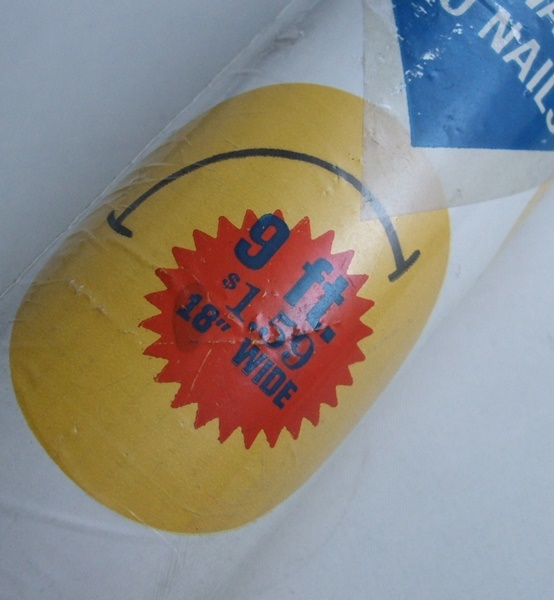 NAILS
9 ft.
$1.59
18" WIDE